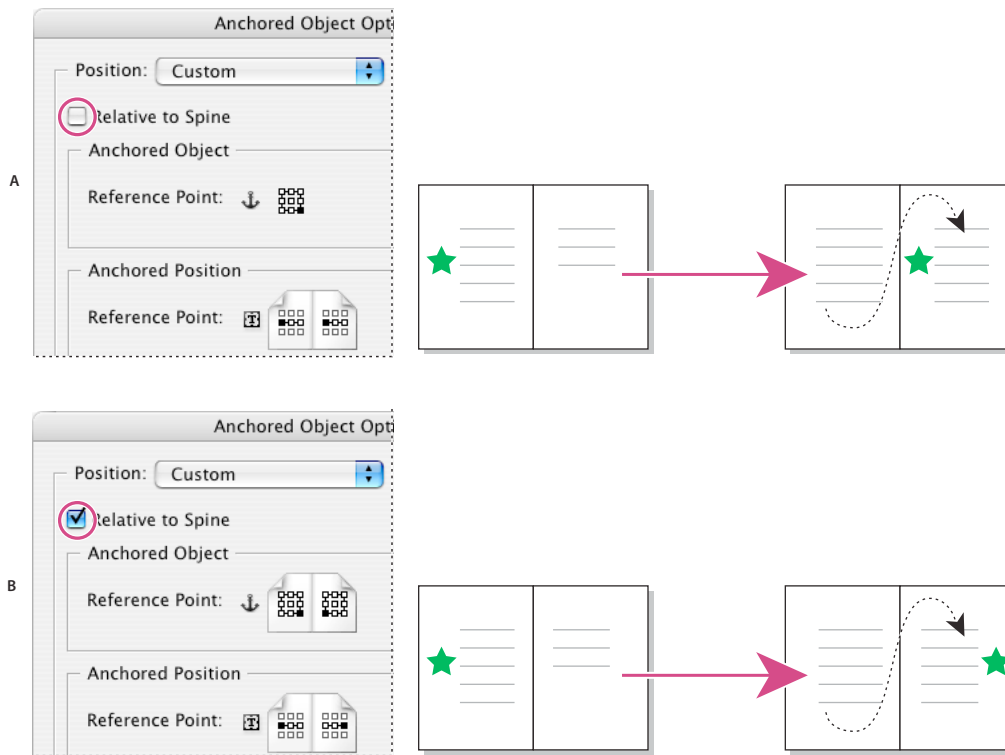 Anchored Object Opt
Position: Custom
Relative to Spine
Anchored Object
A
Reference Point:
Anchored Position
Reference Point: T
Anchored Object Opt
Position: Custom
Relative to Spine
Anchored Object
B
Reference Point:
Anchored Position
Reference Point: T